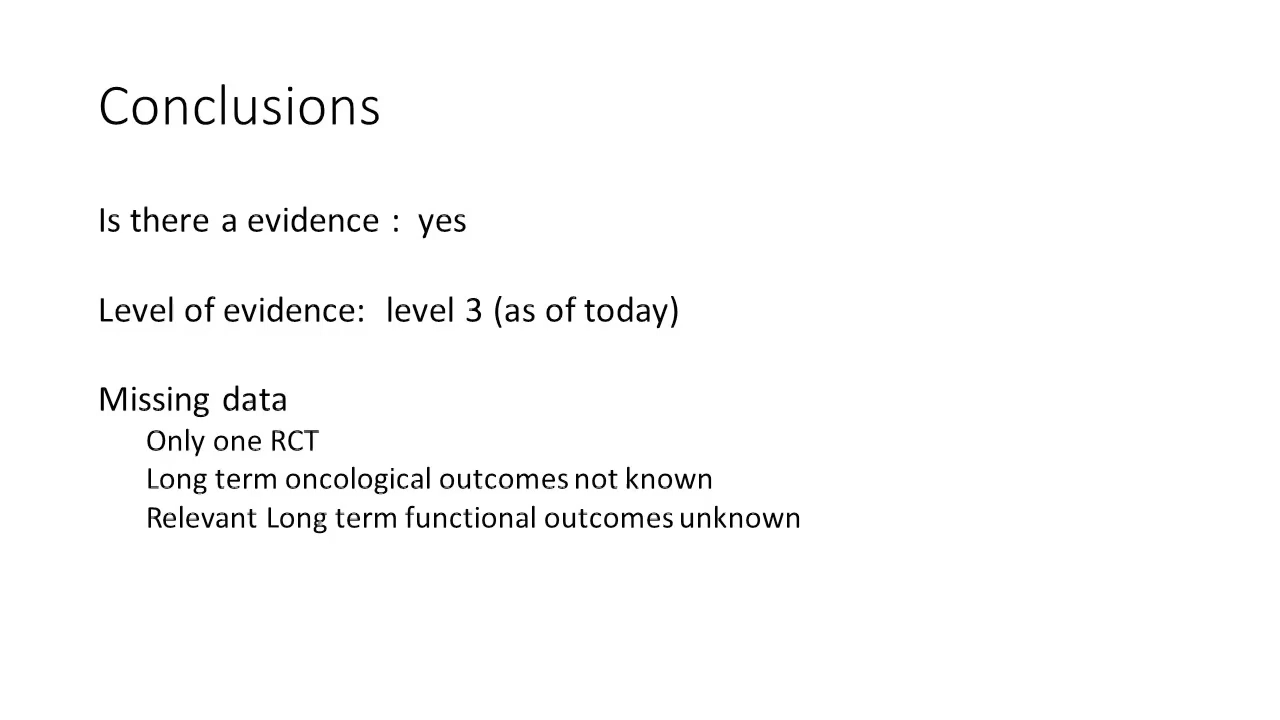 Conclusions
Is there a evidence : yes
Level of evidence: level 3 (as of today)
Missing data
Only one RCT
Long term oncological outcomes not known
Relevant Long term functional outcomes unknown